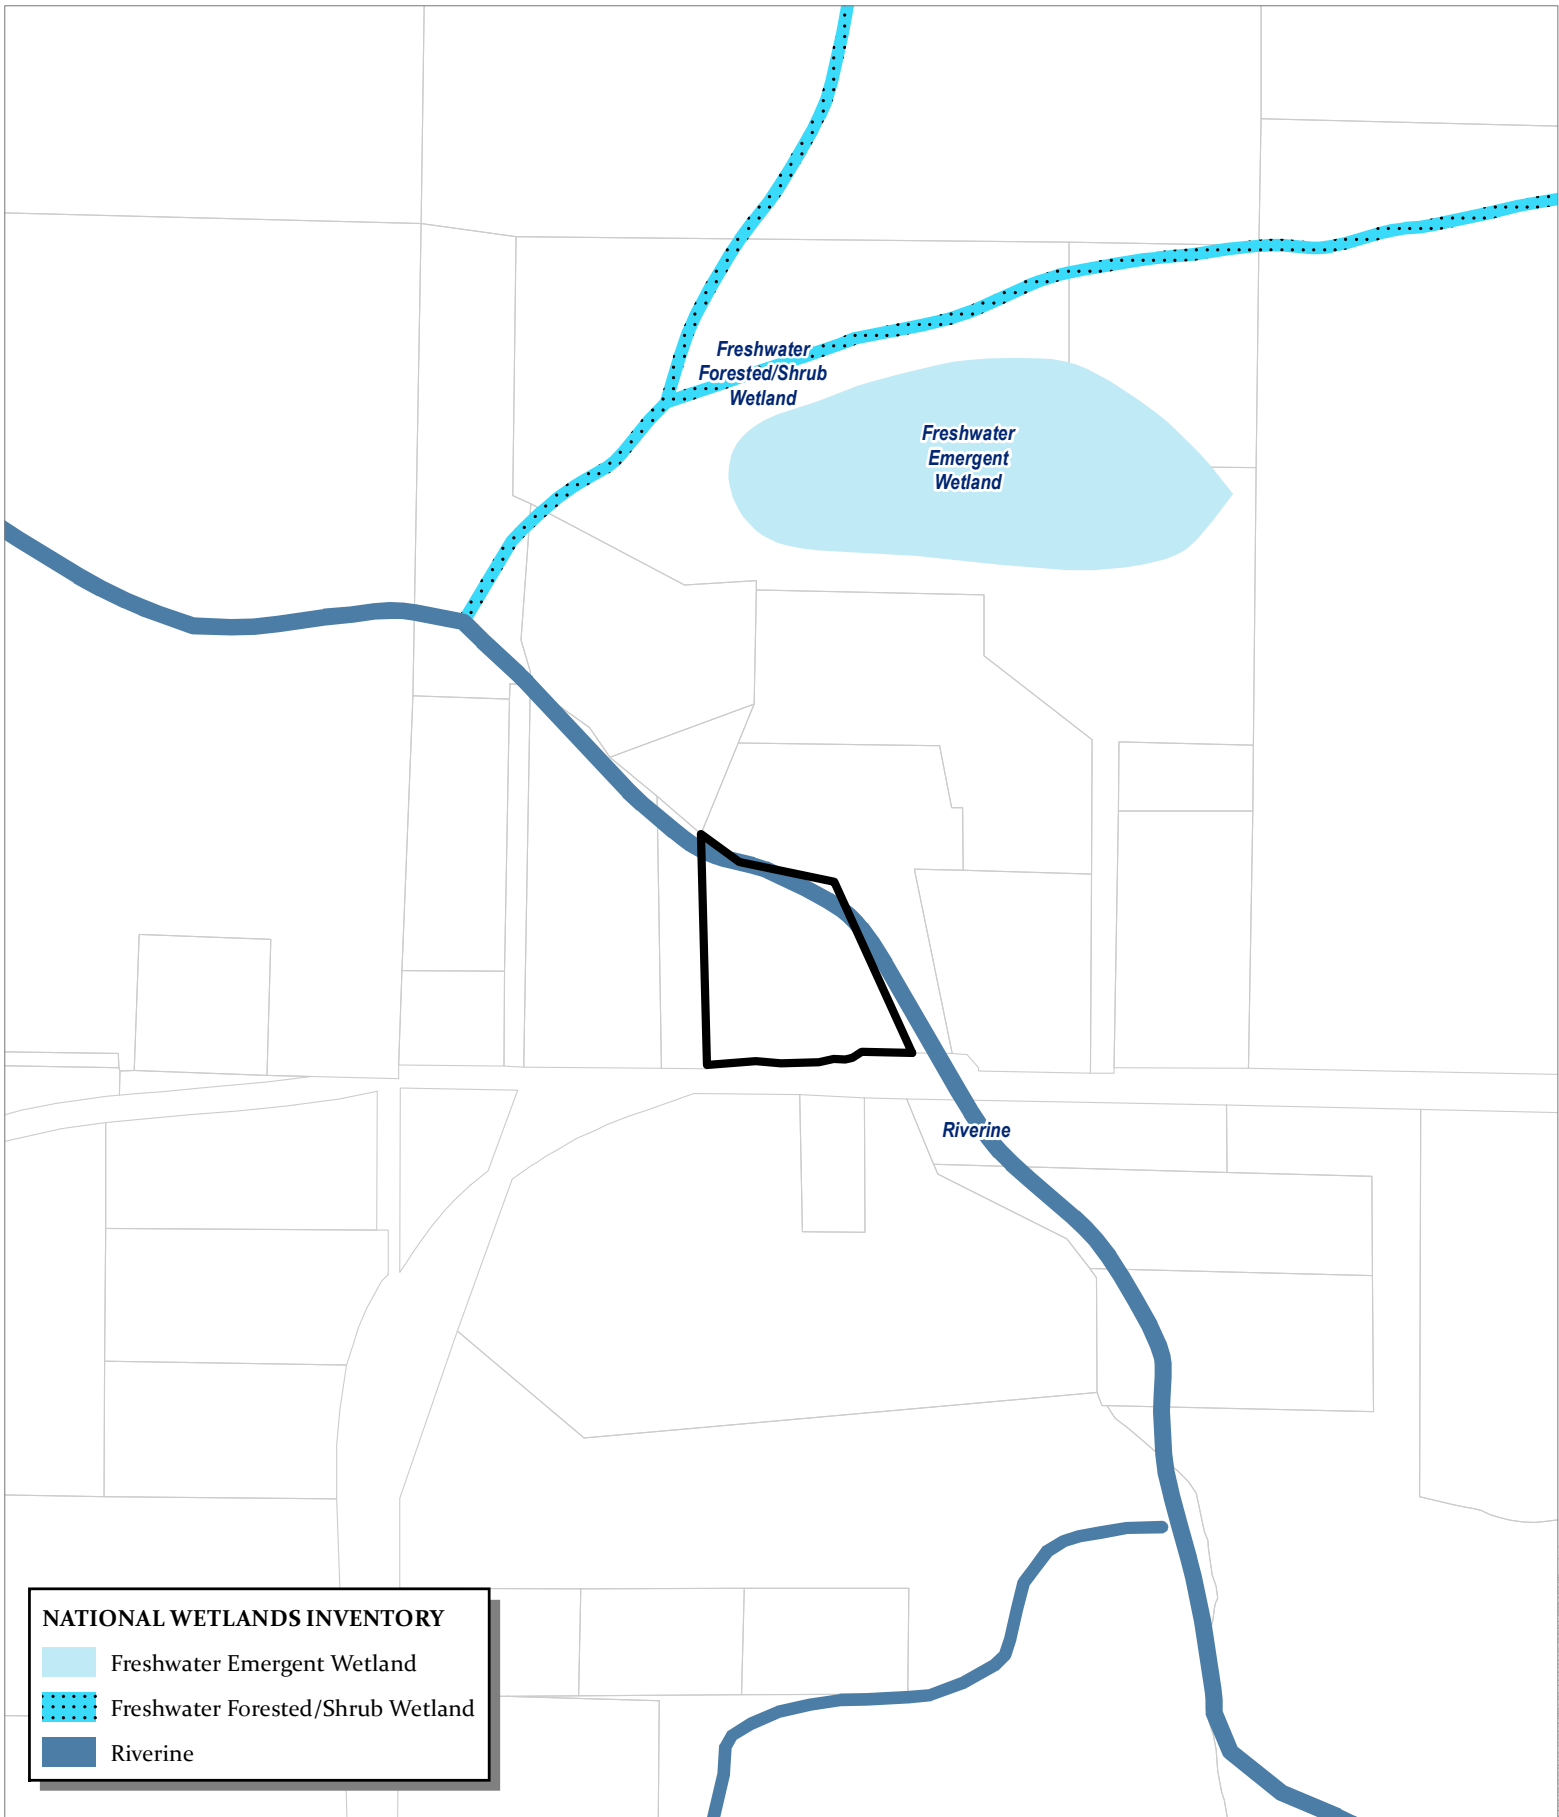 Freshwater
Forested/Shrub
Wetland
Freshwater
Emergent
Wetland
Riverine
NATIONAL WETLANDS INVENTORY
Freshwater Emergent Wetland
Freshwater Forested/Shrub Wetland
Riverine